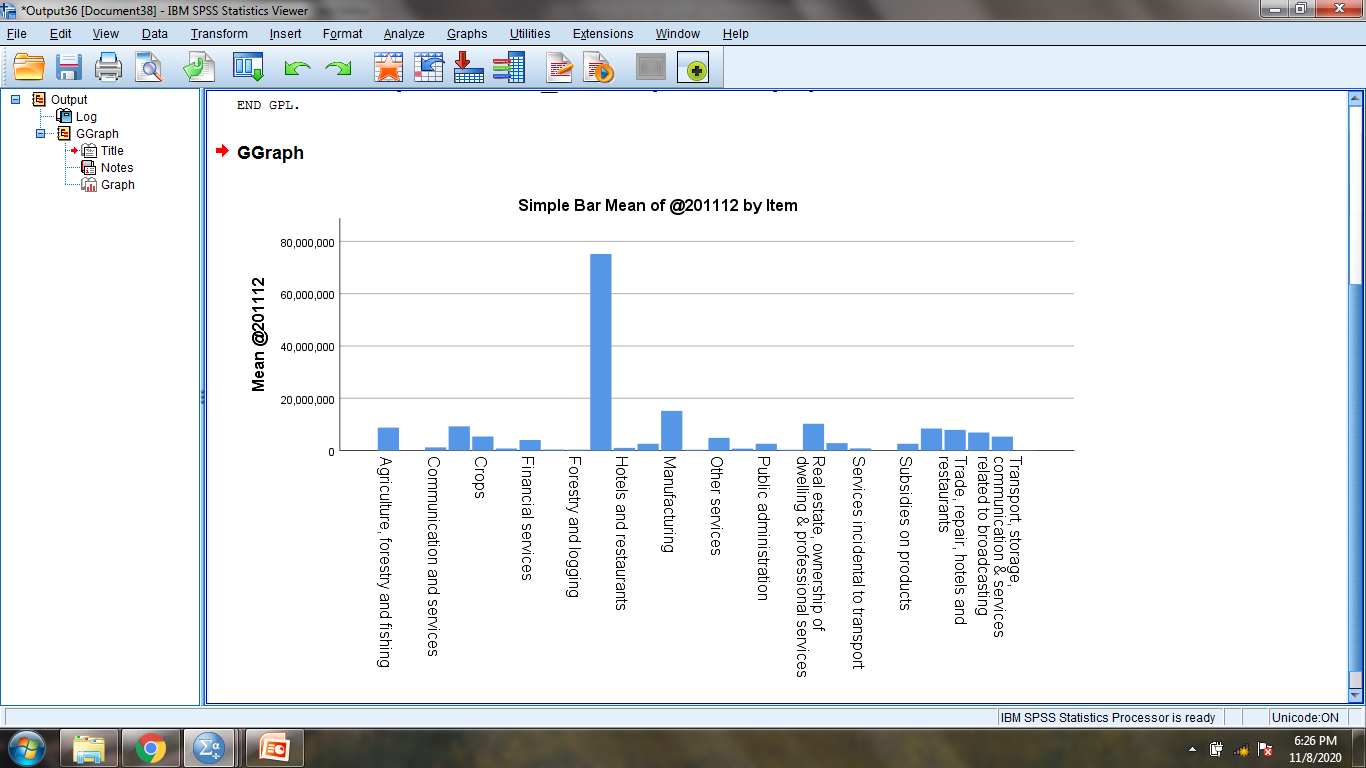 *Output36 [Document38] - IBM SPSS Statistics Viewer
File Edit View Data Transform Insert Format Analyze Graphs Utilities Extensions Window Help
Output
Log
GGraph
Title
Notes
Graph
END GPL.
GGraph
Simple Bar Mean of @201112 by Item
Mean @201112
80,000,000
60,000,000
40,000,000
20,000,000
0
Agriculture, forestry and fishing
Communication and services
Crops
Financial services
Forestry and logging
Hotels and restaurants
Manufacturing
Other services
Public administration
Real estate, ownership of
dwelling & professional services
Services incidental to transport
Subsidies on products
Trade, repair, hotels and
restaurants
Transport, storage,
communication & services
related to broadcasting
IBM SPSS Statistics Processor is ready
Unicode:ON
6:26 PM
11/8/2020